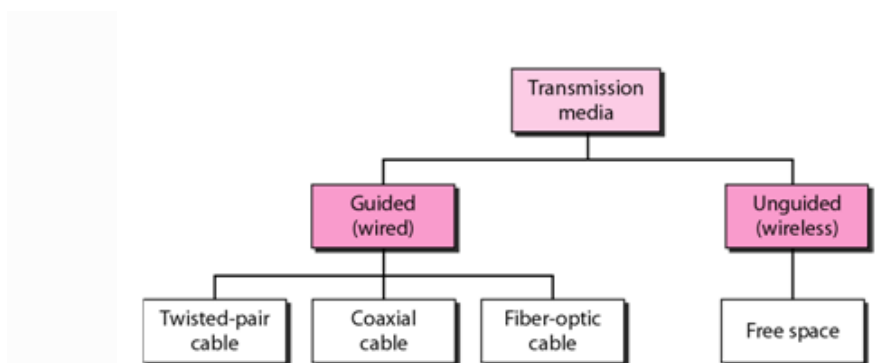 Transmission
media
Guided
(wired)
Unguided
(wireless)
Twisted-pair
cable
Coaxial
cable
Fiber-optic
cable
Free space